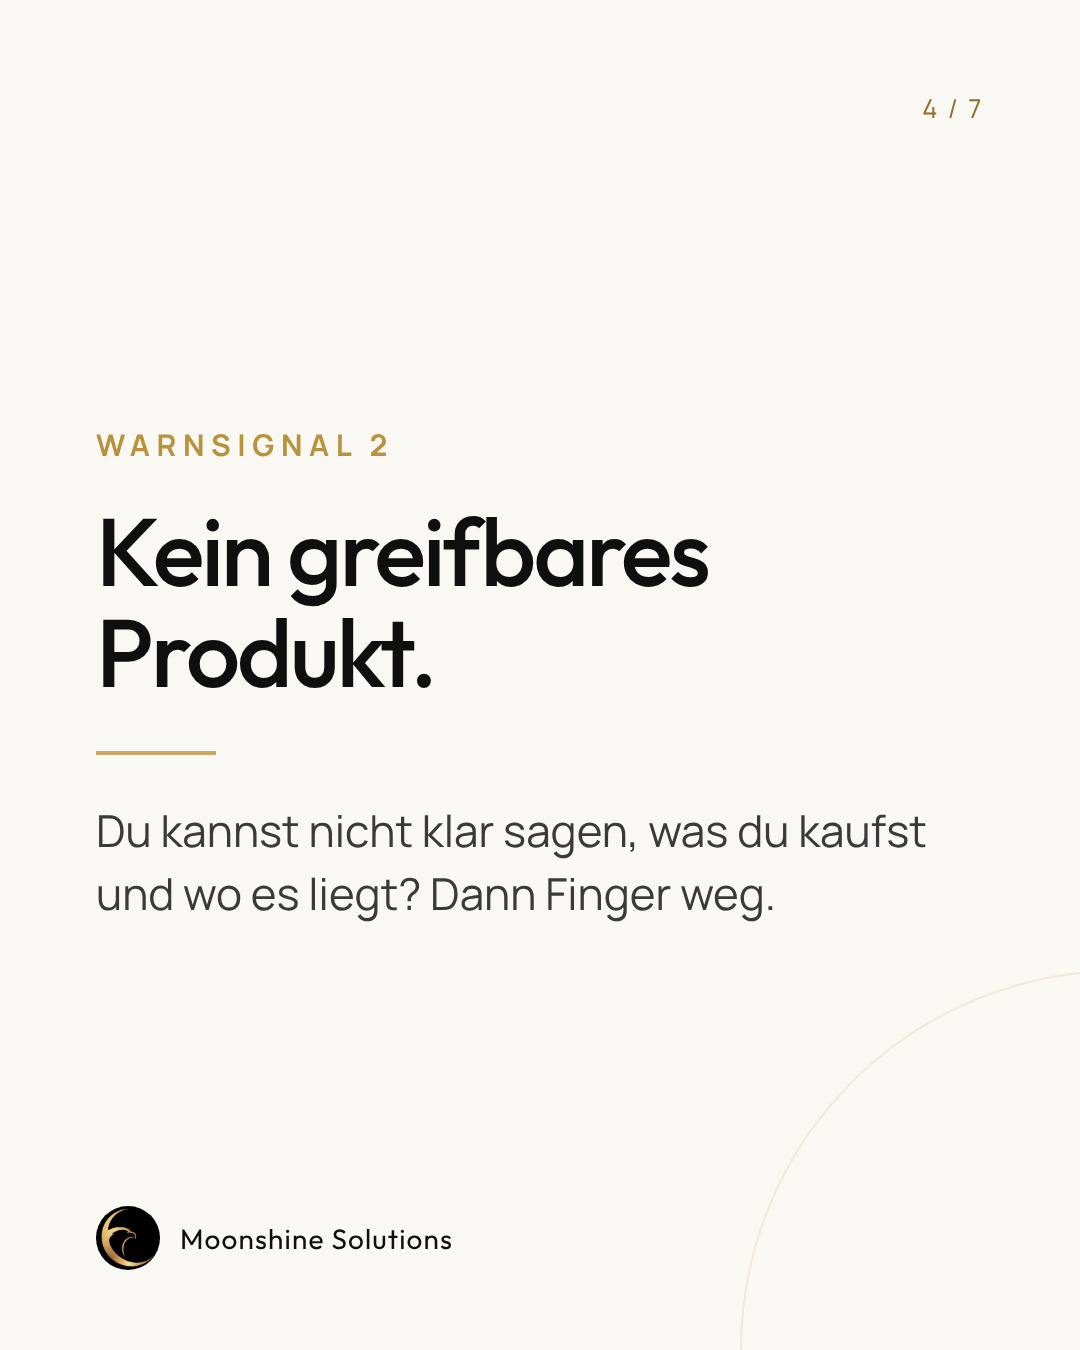 4 / 7
WARNSIGNAL 2
Kein greifbares
Produkt.
Du kannst nicht klar sagen, was du kaufst
und wo es liegt? Dann Finger weg.
Moonshine Solutions